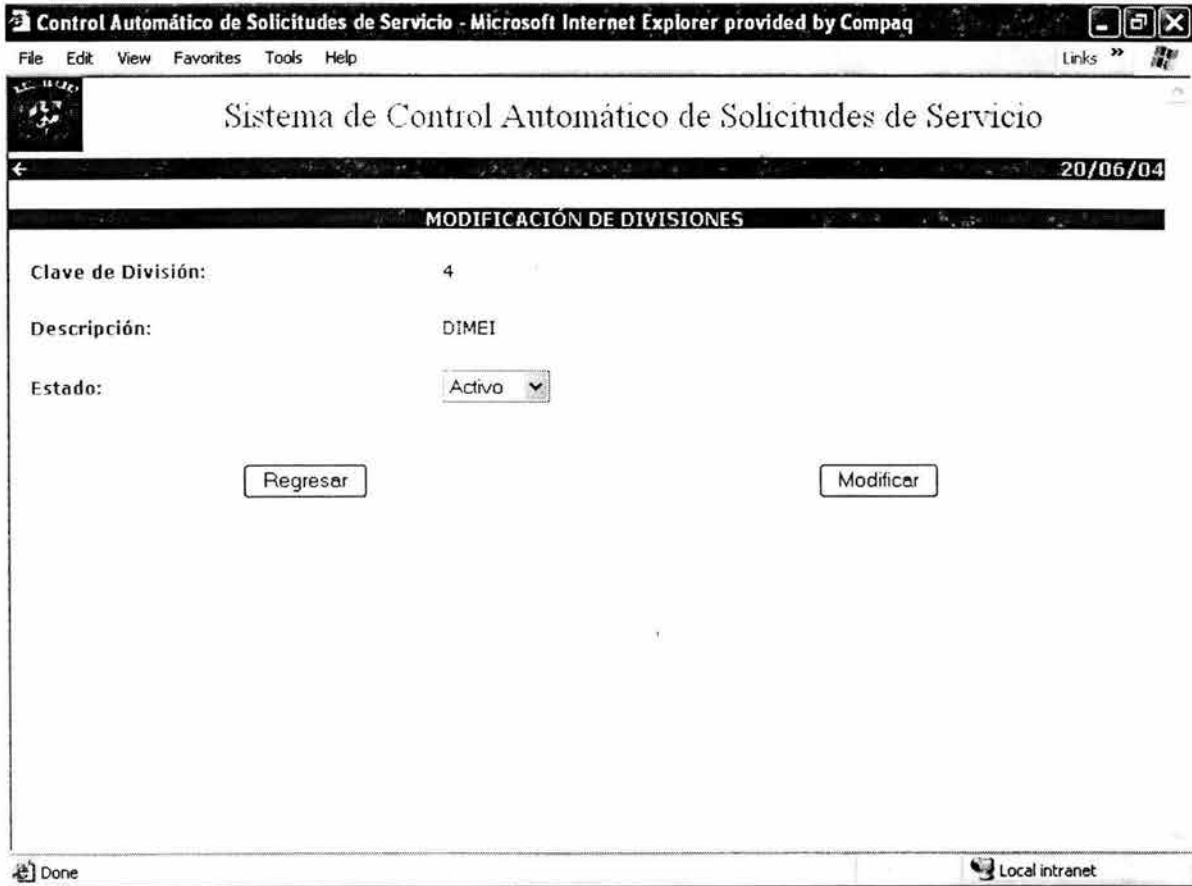 Control Automático de Solicitudes de Servicio - Microsoft Internet Explorer provided by Compaq
File Edit View Favorites Tools Help Links »
Sistema de Control Automático de Solicitudes de Servicio
20/06/04
MODIFICACIÓN DE DIVISIONES
Clave de División: 4
Descripción: DIMEI
Estado: Activo
Regresar Modificar
Done Local intranet